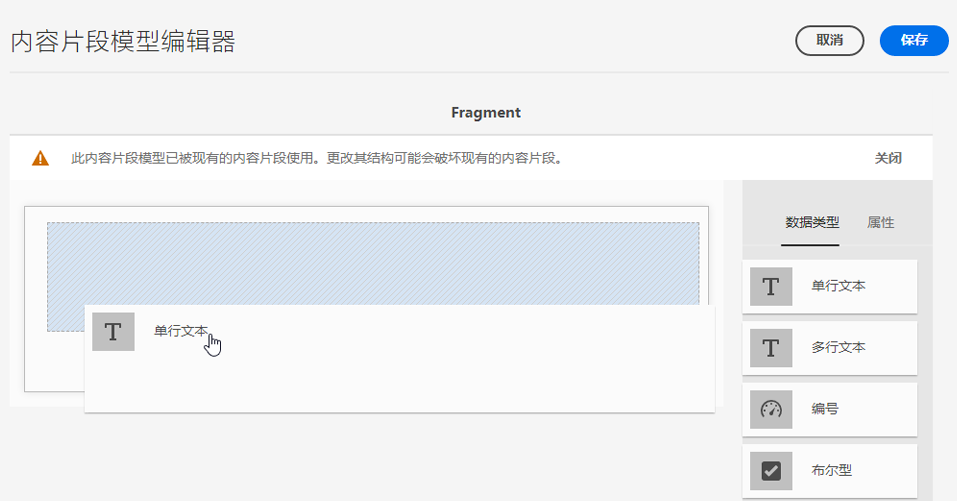 内容片段模型编辑器
取消
保存
Fragment
此内容片段模型已被现有的内容片段使用。更改其结构可能会破坏现有的内容片段。
关闭
数据类型
属性
T 单行文本
T 单行文本
T 多行文本
编号
布尔型